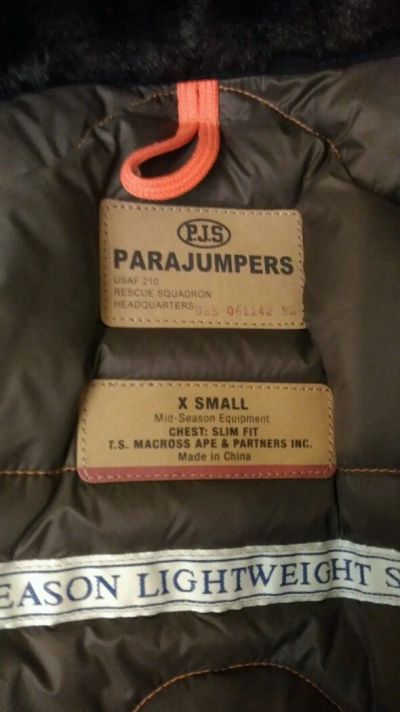 P.J.S
PARAJUMPERS
USAF 210
RESCUE SQUADRON
HEADQUARTERS
061142
X SMALL
Mid-Season Equipment
CHEST: SLIM FIT
T.S. MACROSS APE & PARTNERS INC.
Made in China
EASON LIGHTWEIGHT S